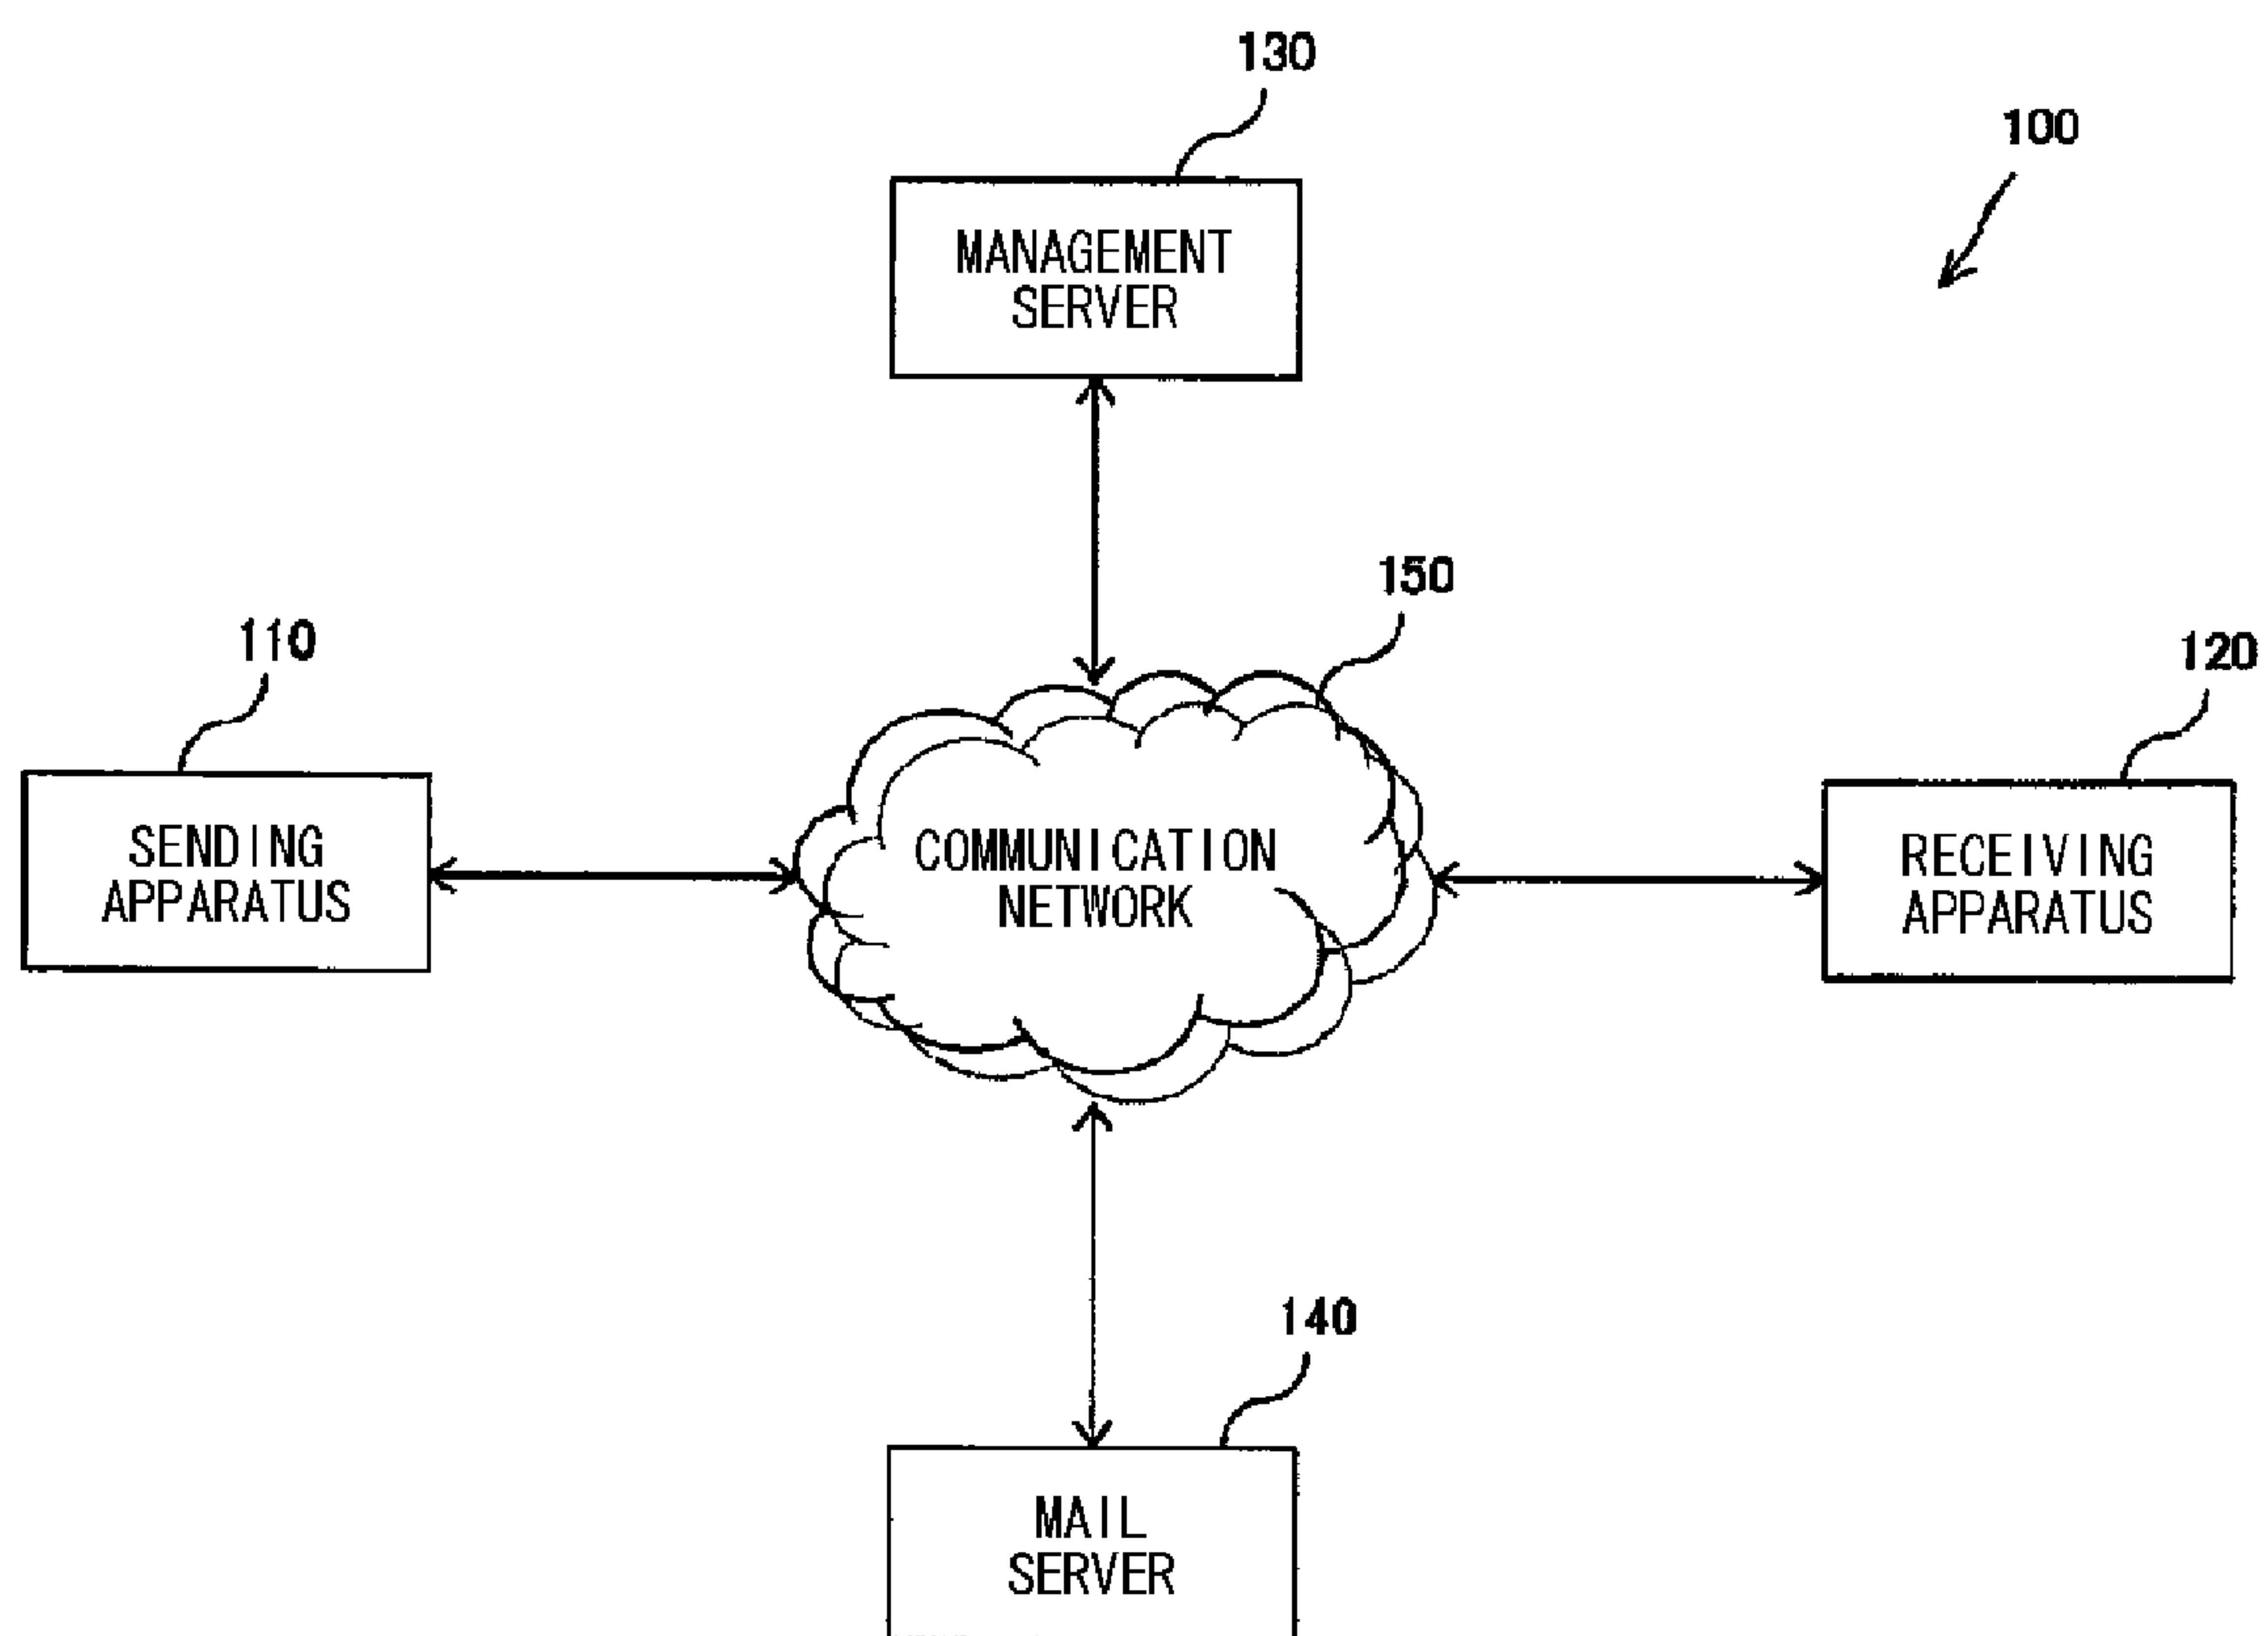 130
100
MANAGEMENT
SERVER
150
110
120
SENDING
APPARATUS
COMMUNICATION
NETWORK
RECEIVING
APPARATUS
140
MAIL
SERVER